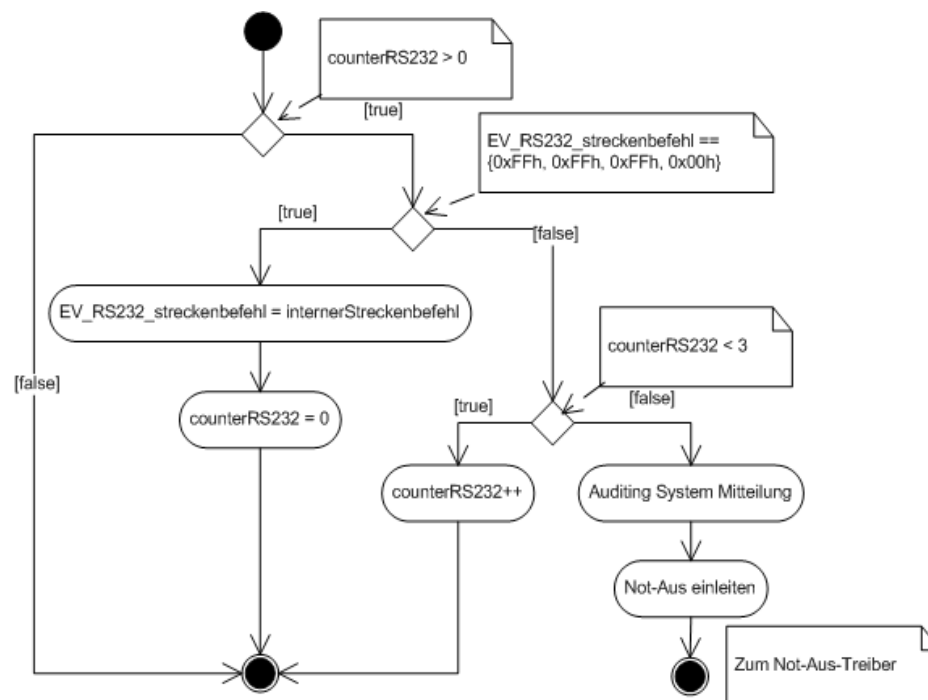 counterRS232 > 0
[true]
EV_RS232_streckenbefehl ==
{0xFFh, 0xFFh, 0xFFh, 0x00h}
[true]
[false]
EV_RS232_streckenbefehl = internerStreckenbefehl
counterRS232 < 3
[false]
[true]
[false]
counterRS232 = 0
counterRS232++
Auditing System Mitteilung
Not-Aus einleiten
Zum Not-Aus-Treiber